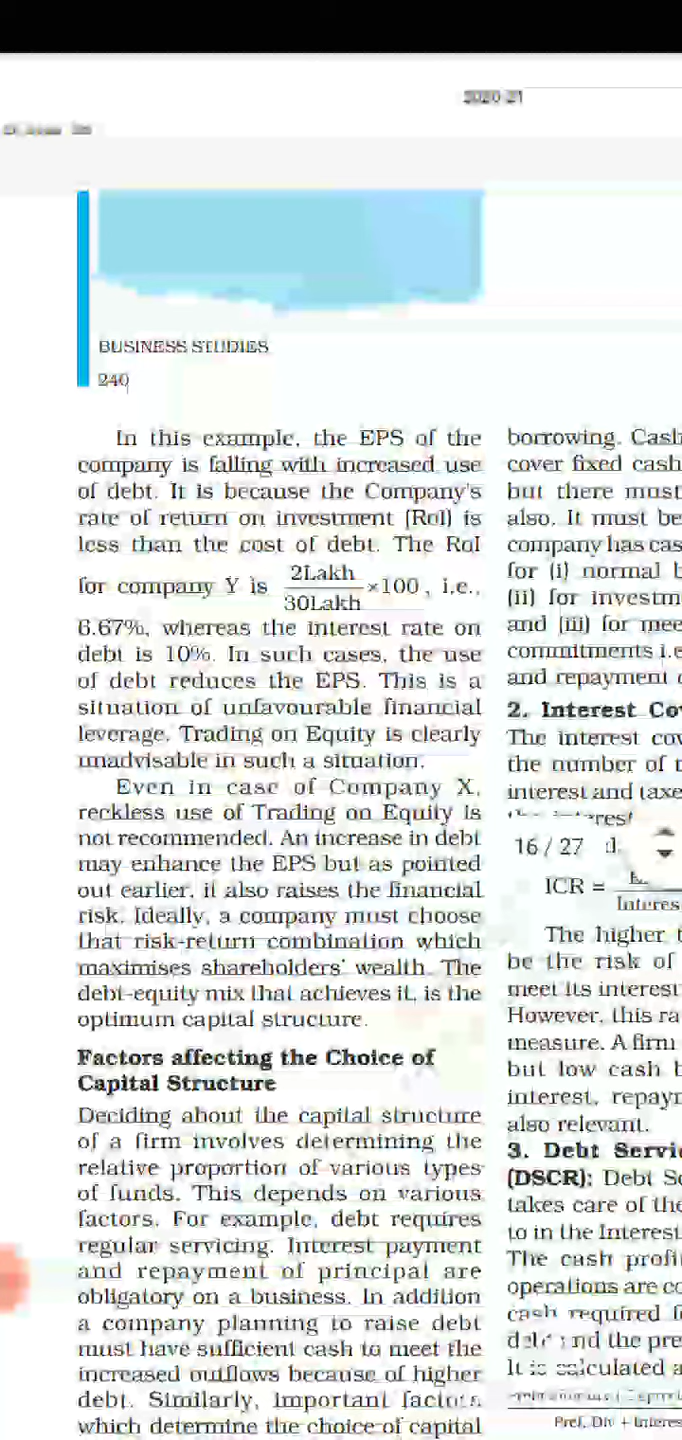 2020-21
BUSINESS STUDIES
240
In this example, the EPS of the
company is falling with increased use
of debt. It is because the Company's
rate of return on investment (RoI) is
less than the cost of debt. The RoI
for company Y is 2Lakh/30Lakh ×100, i.e.,
6.67%, whereas the interest rate on
debt is 10%. In such cases, the use
of debt reduces the EPS. This is a
situation of unfavourable financial
leverage. Trading on Equity is clearly
unadvisable in such a situation.
Even in case of Company X,
reckless use of Trading on Equity is
not recommended. An increase in debt
may enhance the EPS but as pointed
out earlier, it also raises the financial
risk. Ideally, a company must choose
that risk-return combination which
maximises shareholders' wealth. The
debt-equity mix that achieves it, is the
optimum capital structure.
Factors affecting the Choice of
Capital Structure
Deciding about the capital structure
of a firm involves determining the
relative proportion of various types
of funds. This depends on various
factors. For example, debt requires
regular servicing. Interest payment
and repayment of principal are
obligatory on a business. In addition
a company planning to raise debt
must have sufficient cash to meet the
increased outflows because of higher
debt. Similarly, important factors
which determine the choice of capital
borrowing. Cash
cover fixed cash
but there must
also. It must be
company has cas
for (i) normal b
(ii) for investm
and (iii) for mee
commitments i.e
and repayment o
2. Interest Co
The interest cov
the number of t
interest and taxe
16 / 27
ICR =
Interes
The higher t
be the risk of
meet its interest
However, this ra
measure. A firm
but low cash b
interest, repaym
also relevant.
3. Debt Servi
(DSCR): Debt Se
takes care of the
to in the Interest
The cash profi
operations are co
cash required f
and the pre
It is calculated a
Pref. Div + Interes